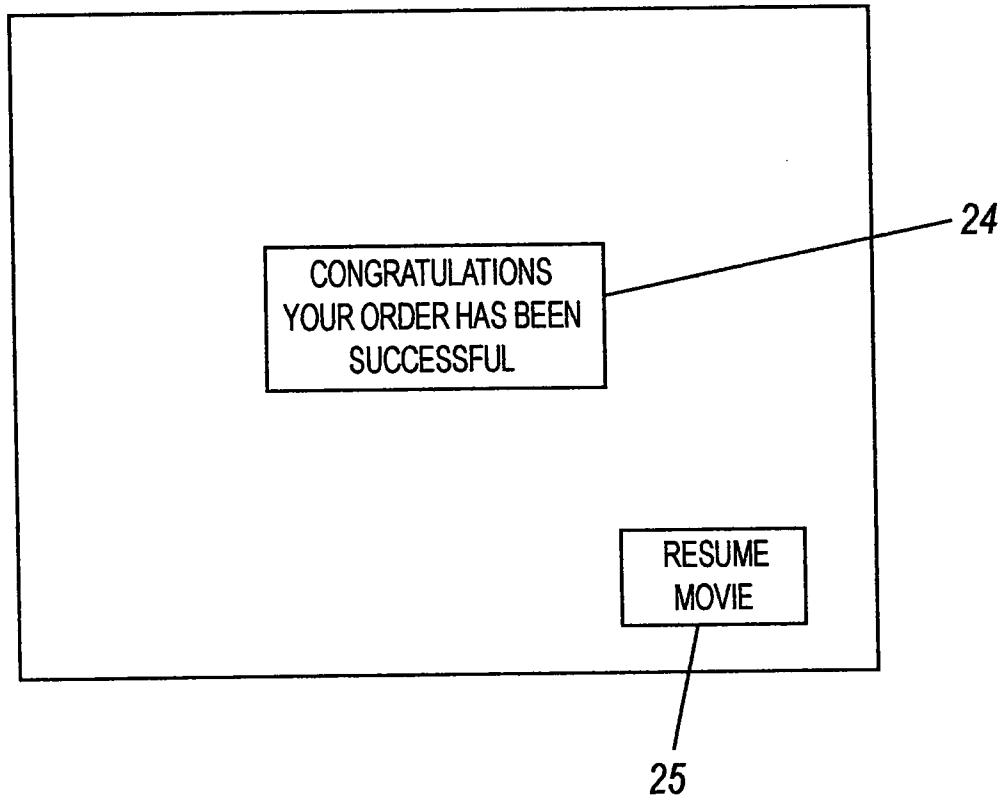 24
CONGRATULATIONS
YOUR ORDER HAS BEEN
SUCCESSFUL
RESUME
MOVIE
25